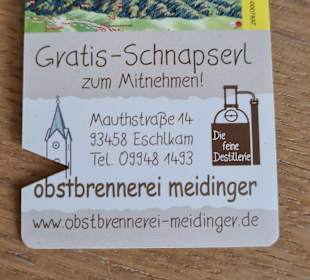 Gratis-Schnapserl
zum Mitnehmen!
Mauthstraße 14
93458 Eschlkam
Tel. 09948 1493
Die
feine
Destillerie
obstbrennerei meidinger
www.obstbrennerei-meidinger.de